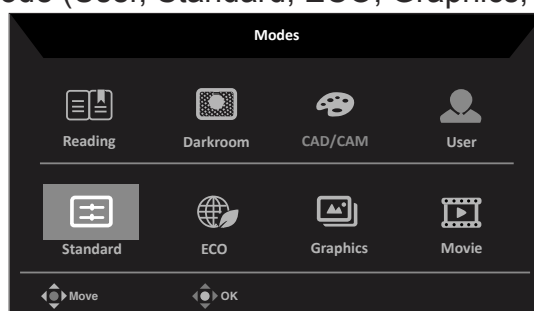 ode (User, Standard, ECO, Graphics,
Modes
Reading Darkroom CAD/CAM User
Standard ECO Graphics Movie
Move OK